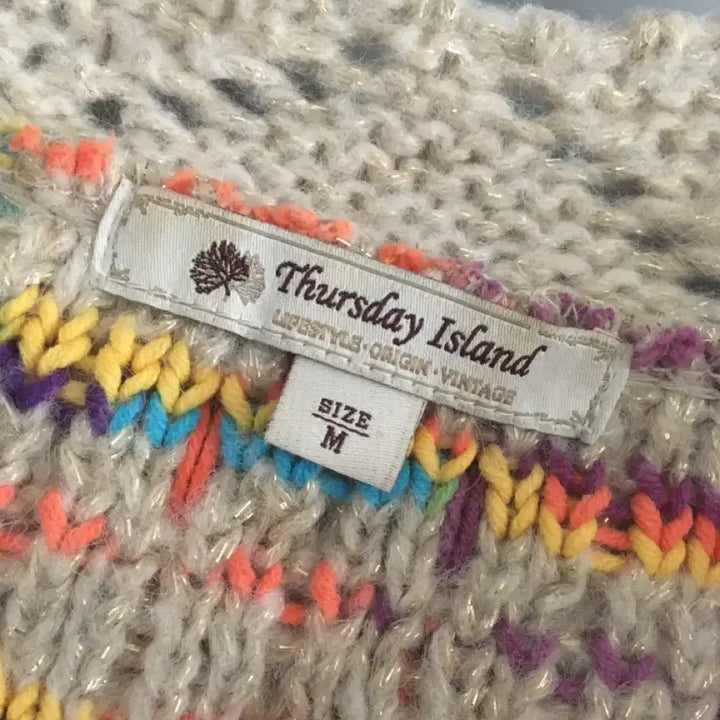 Thursday Island
LIFESTYLE · ORIGIN · VINTAGE
SIZE
M